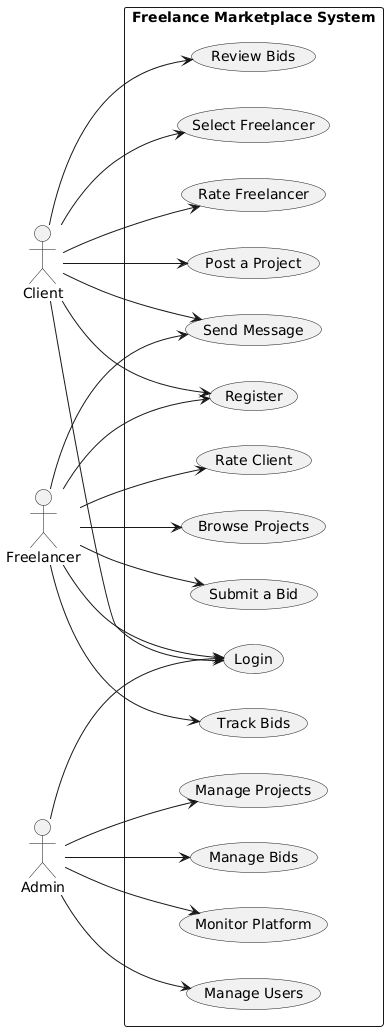 Freelance Marketplace System
Review Bids
Select Freelancer
Rate Freelancer
Post a Project
Client
Send Message
Register
Rate Client
Browse Projects
Freelancer
Submit a Bid
Login
Track Bids
Manage Projects
Manage Bids
Admin
Monitor Platform
Manage Users